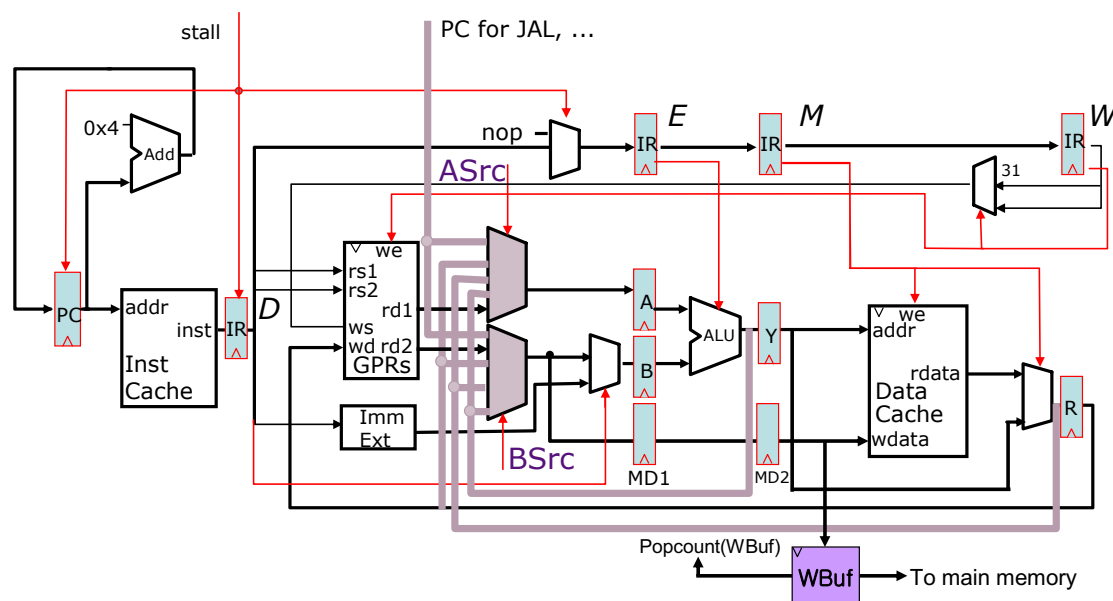 stall
PC for JAL, ...
0x4
Add
nop
IR
E
IR
M
IR
W
31
ASrc
we
rs1
rs2
rd1
ws
wd rd2
GPRs
PC
addr
inst
Inst
Cache
IR
D
Imm
Ext
BSrc
A
B
MD1
ALU
Y
MD2
we
addr
rdata
Data
Cache
wdata
R
Popcount(WBuf)
WBuf
To main memory